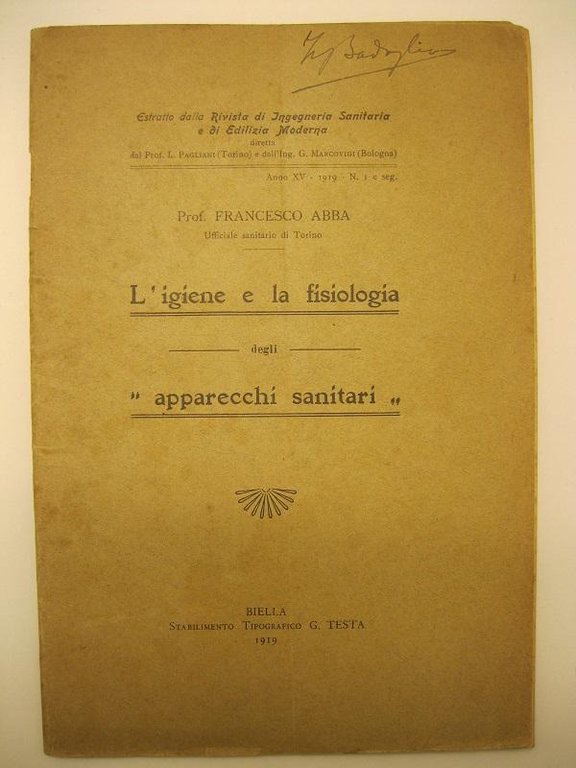 Badoglio
Estratto dalla Rivista di Ingegneria Sanitaria
e di Edilizia Moderna
diretta
dal Prof. L. PAGLIANI (Torino) e dall'Ing. G. MARCOVIGI (Bologna)
Anno XV - 1919 - N. 1 e seg.
Prof. FRANCESCO ABBA
Ufficiale sanitario di Torino
L'igiene e la fisiologia
degli
" apparecchi sanitari „
BIELLA
STABILIMENTO TIPOGRAFICO G. TESTA
1919